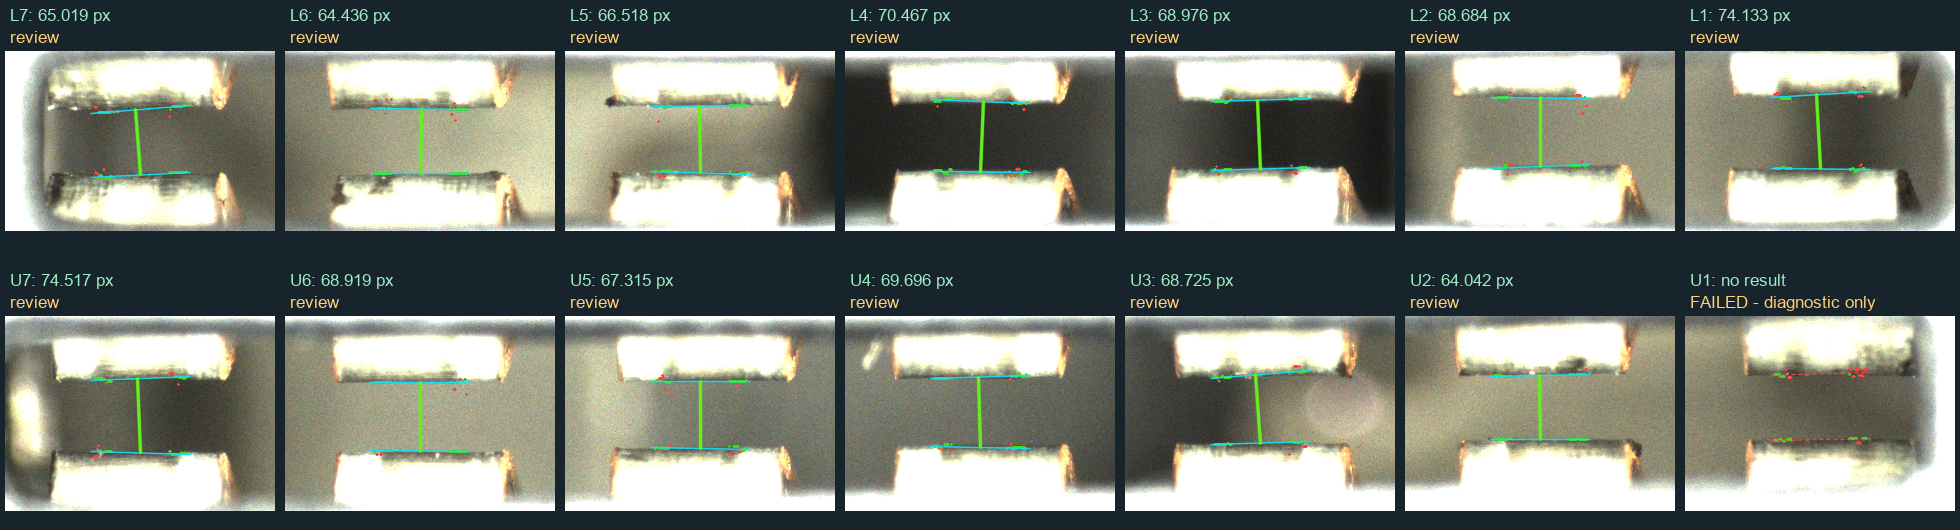 L7: 65.019 px
review
L6: 64.436 px
review
L5: 66.518 px
review
L4: 70.467 px
review
L3: 68.976 px
review
L2: 68.684 px
review
L1: 74.133 px
review
U7: 74.517 px
review
U6: 68.919 px
review
U5: 67.315 px
review
U4: 69.696 px
review
U3: 68.725 px
review
U2: 64.042 px
review
U1: no result
FAILED - diagnostic only